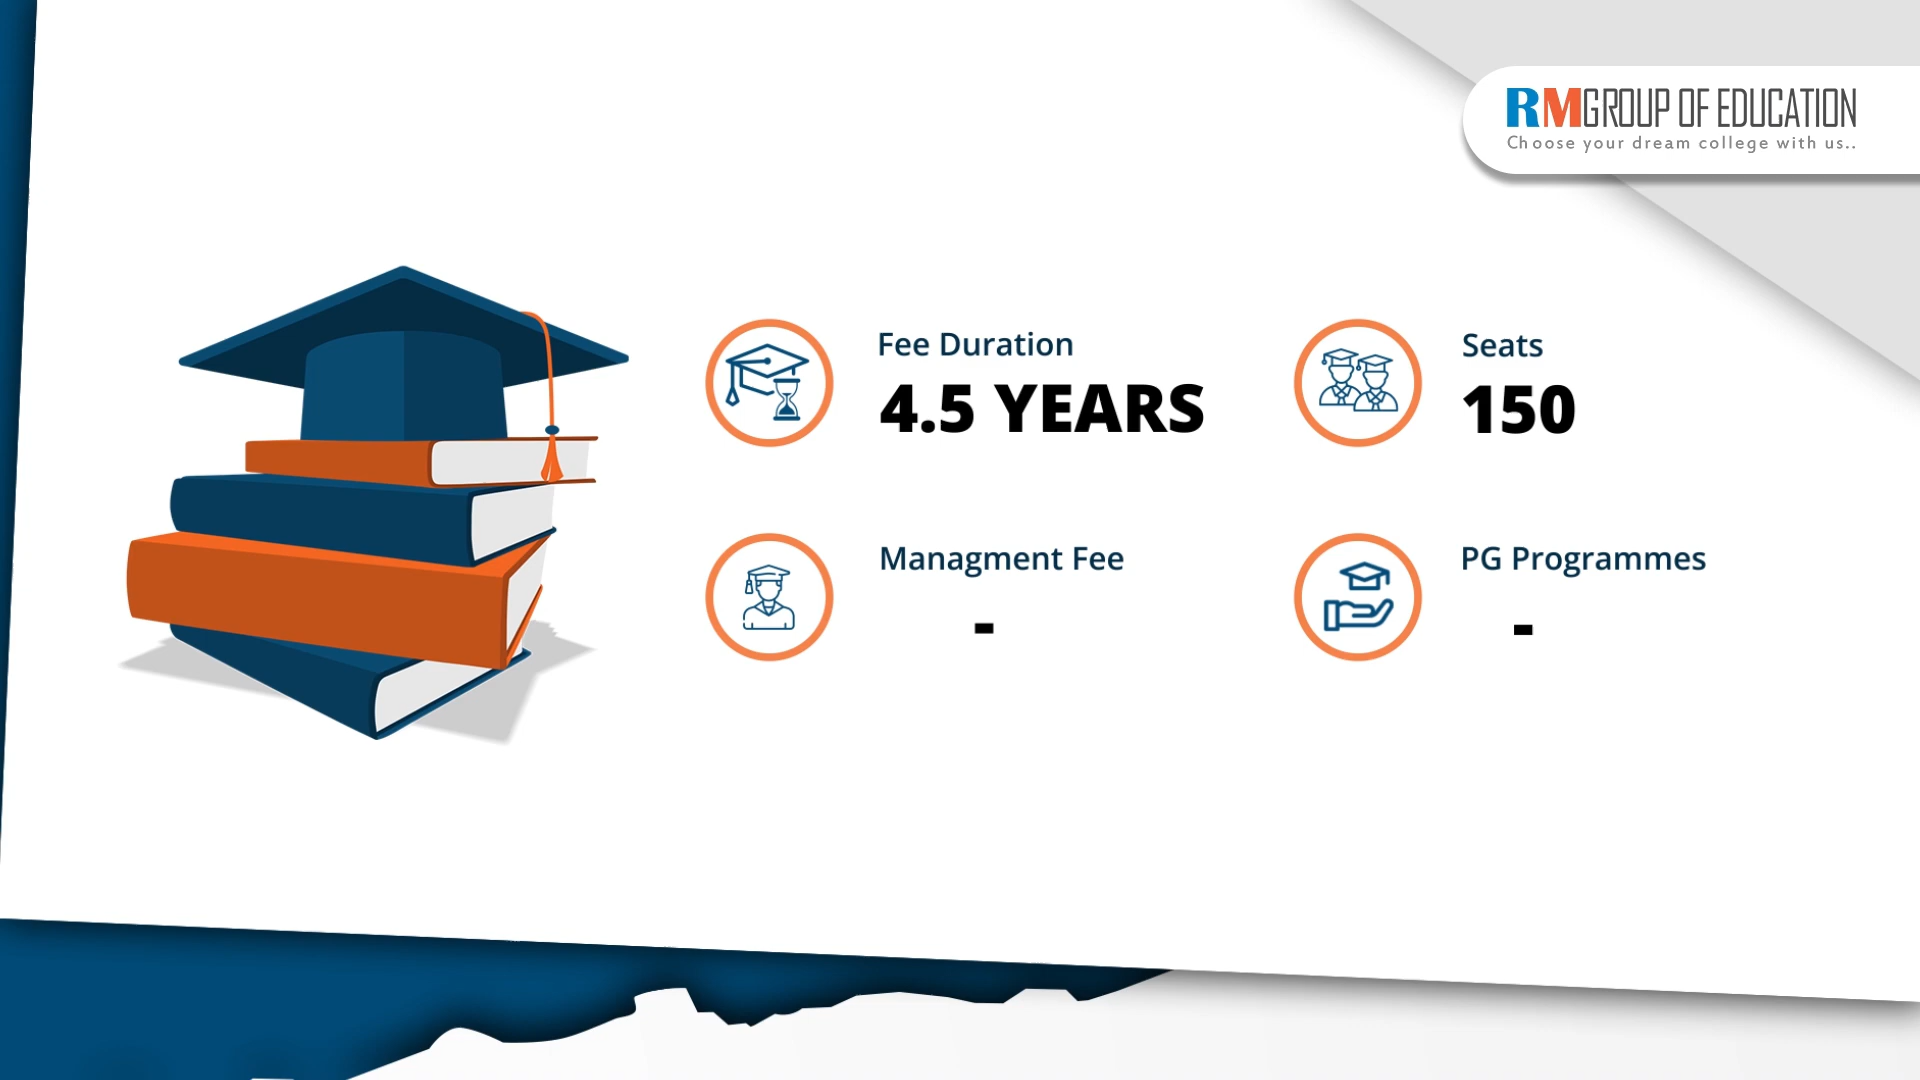 RMGROUP OF EDUCATION
Choose your dream college with us..
Fee Duration
4.5 YEARS
Seats
150
Managment Fee
-
PG Programmes
-